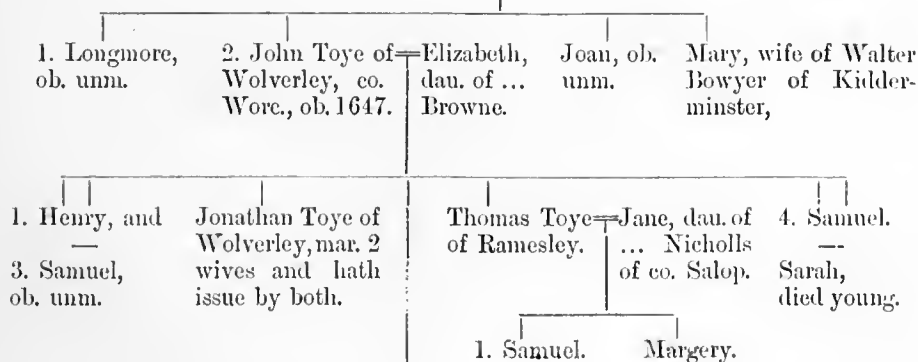 1. Longmore,
ob. unm.
2. John Toye of
Wolverley, co.
Worc., ob. 1647.
Elizabeth,
dau. of ...
Browne.
Joan, ob.
unm.
Mary, wife of Walter
Bowyer of Kidder-
minster,
1. Henry, and
—
3. Samuel,
ob. unm.
Jonathan Toye of
Wolverley, mar. 2
wives and hath
issue by both.
Thomas Toye
of Ramesley.
Jane, dau. of
... Nicholls
of co. Salop.
4. Samuel.
—
Sarah,
died young.
1. Samuel.
Margery.